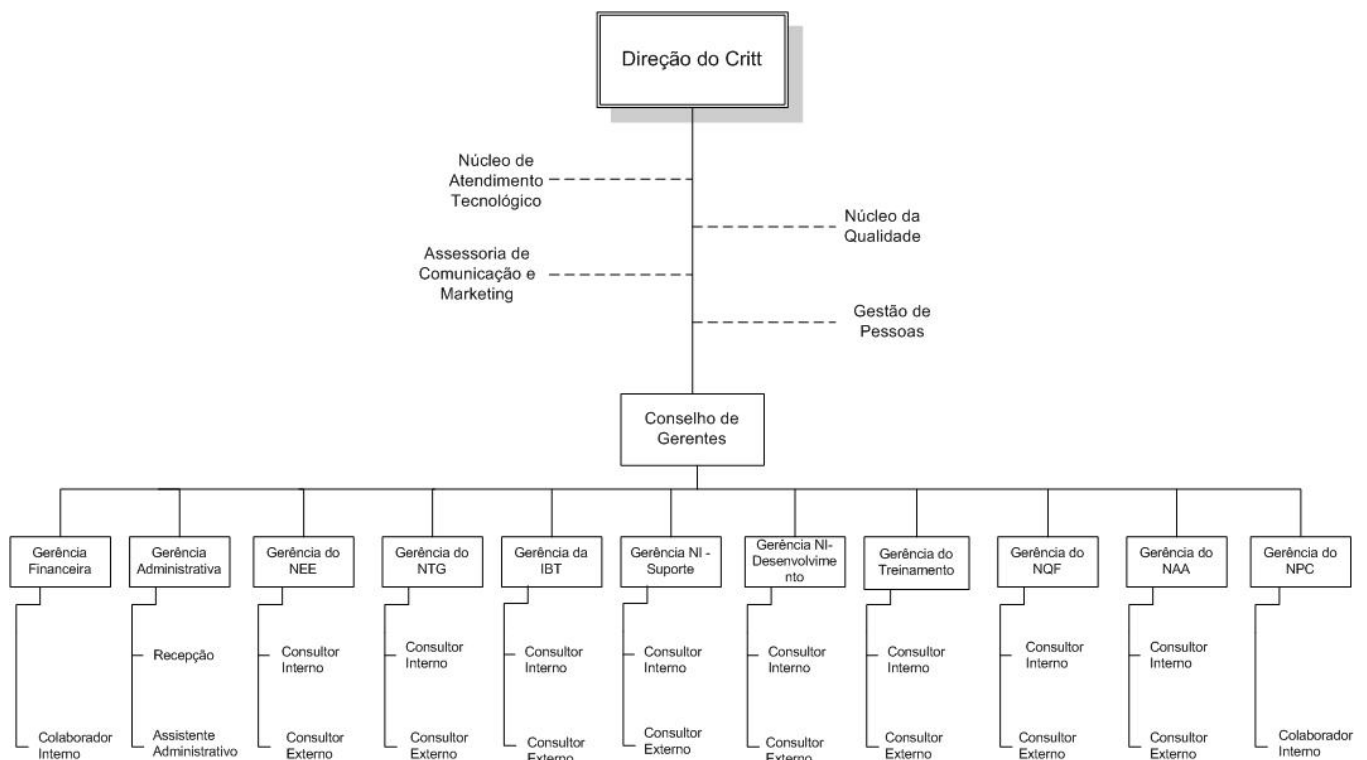 Direção do Critt
Núcleo de
Atendimento
Tecnológico
Núcleo da
Qualidade
Assessoria de
Comunicação e
Marketing
Gestão de
Pessoas
Conselho de
Gerentes
Gerência
Financeira
Gerência
Administrativa
Gerência do
NEE
Gerência do
NTG
Gerência da
IBT
Gerência NI -
Suporte
Gerência NI-
Desenvolvime
nto
Gerência do
Treinamento
Gerência do
NQF
Gerência do
NAA
Gerência do
NPC
Recepção
Consultor
Interno
Consultor
Interno
Consultor
Interno
Consultor
Interno
Consultor
Interno
Consultor
Interno
Consultor
Interno
Consultor
Interno
Colaborador
Interno
Assistente
Administrativo
Consultor
Externo
Consultor
Externo
Consultor
Externo
Consultor
Externo
Consultor
Externo
Consultor
Externo
Consultor
Externo
Consultor
Externo
Colaborador
Interno